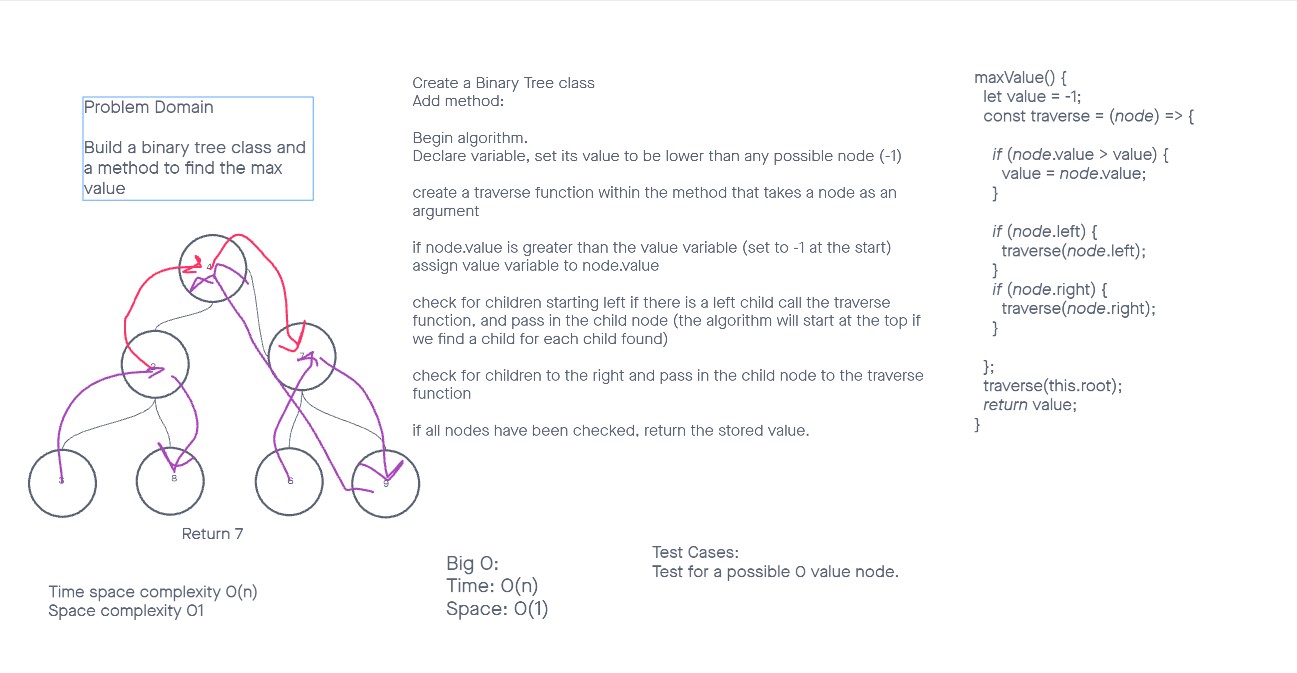 Problem Domain
Build a binary tree class and
a method to find the max
value
Create a Binary Tree class
Add method:
Begin algorithm.
Declare variable, set its value to be lower than any possible node (-1)
create a traverse function within the method that takes a node as an
argument
if node.value is greater than the value variable (set to -1 at the start)
assign value variable to node.value
check for children starting left if there is a left child call the traverse
function, and pass in the child node (the algorithm will start at the top if
we find a child for each child found)
check for children to the right and pass in the child node to the traverse
function
if all nodes have been checked, return the stored value.
maxValue() {
let value = -1;
const traverse = (node) => {
if (node.value > value) {
value = node.value;
}
if (node.left) {
traverse(node.left);
}
if (node.right) {
traverse(node.right);
}
};
traverse(this.root);
return value;
}
8
6
9
Return 7
Time space complexity O(n)
Space complexity O1
Big O:
Time: O(n)
Space: O(1)
Test Cases:
Test for a possible 0 value node.